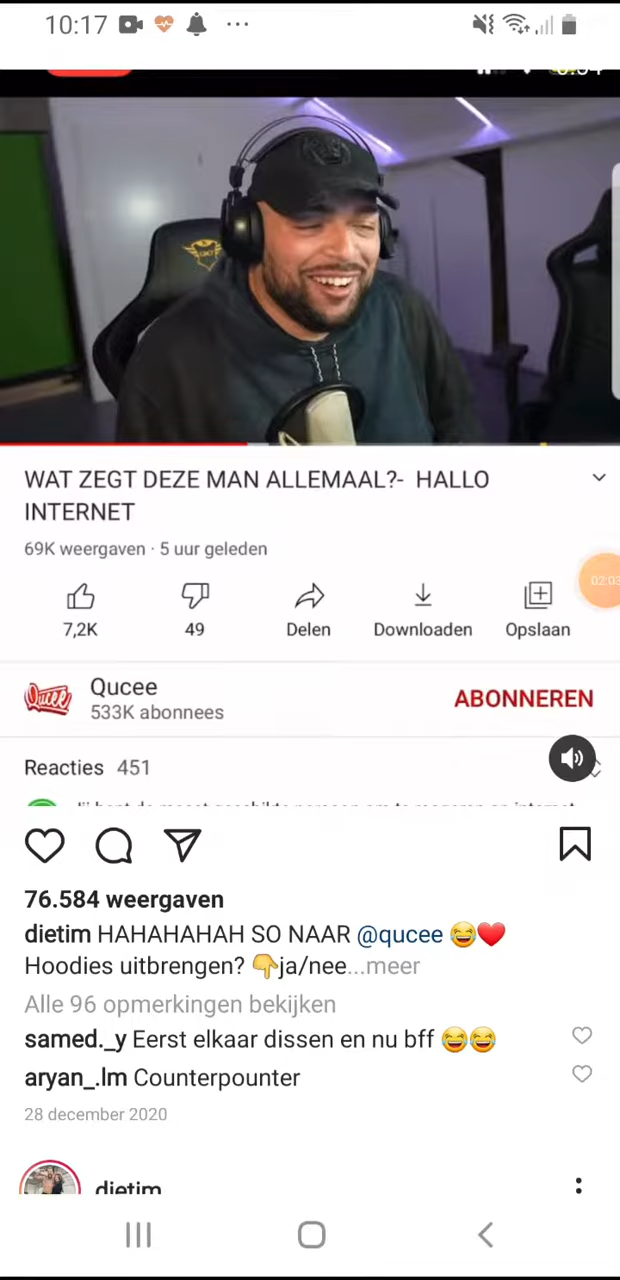 10:17
WAT ZEGT DEZE MAN ALLEMAAL?- HALLO
INTERNET
69K weergaven · 5 uur geleden
7,2K 49 Delen Downloaden Opslaan
02:03
Qucee
Qucee
533K abonnees
ABONNEREN
Reacties 451
76.584 weergaven
dietim HAHAHAHAH SO NAAR @qucee 😂❤️
Hoodies uitbrengen? 👇ja/nee...meer
Alle 96 opmerkingen bekijken
samed._y Eerst elkaar dissen en nu bff 😂😂
aryan_.lm Counterpounter
28 december 2020
dietim